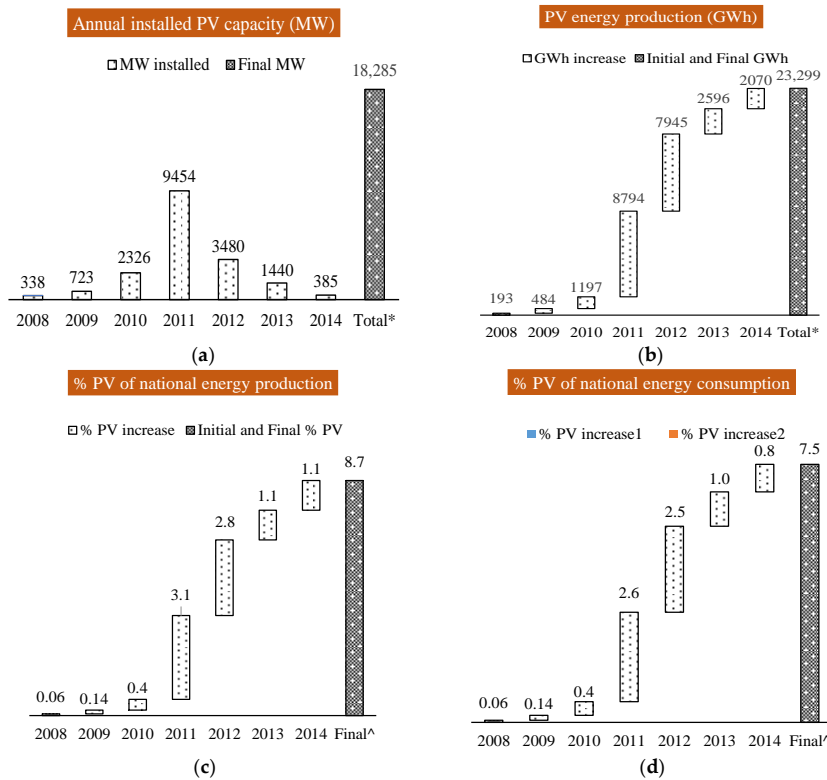 Annual installed PV capacity (MW)
MW installed Final MW
18,285
9454
3480
2326
1440
723
385
338
2008 2009 2010 2011 2012 2013 2014 Total*
(a)
PV energy production (GWh)
GWh increase Initial and Final GWh
23,299
2070
2596
7945
8794
1197
484
193
2008 2009 2010 2011 2012 2013 2014 Total*
(b)
% PV of national energy production
% PV increase Initial and Final % PV
8.7
1.1
1.1
2.8
3.1
0.4
0.14
0.06
2008 2009 2010 2011 2012 2013 2014 Final^
(c)
% PV of national energy consumption
% PV increase1 % PV increase2
7.5
0.8
1.0
2.5
2.6
0.4
0.14
0.06
2008 2009 2010 2011 2012 2013 2014 Final^
(d)